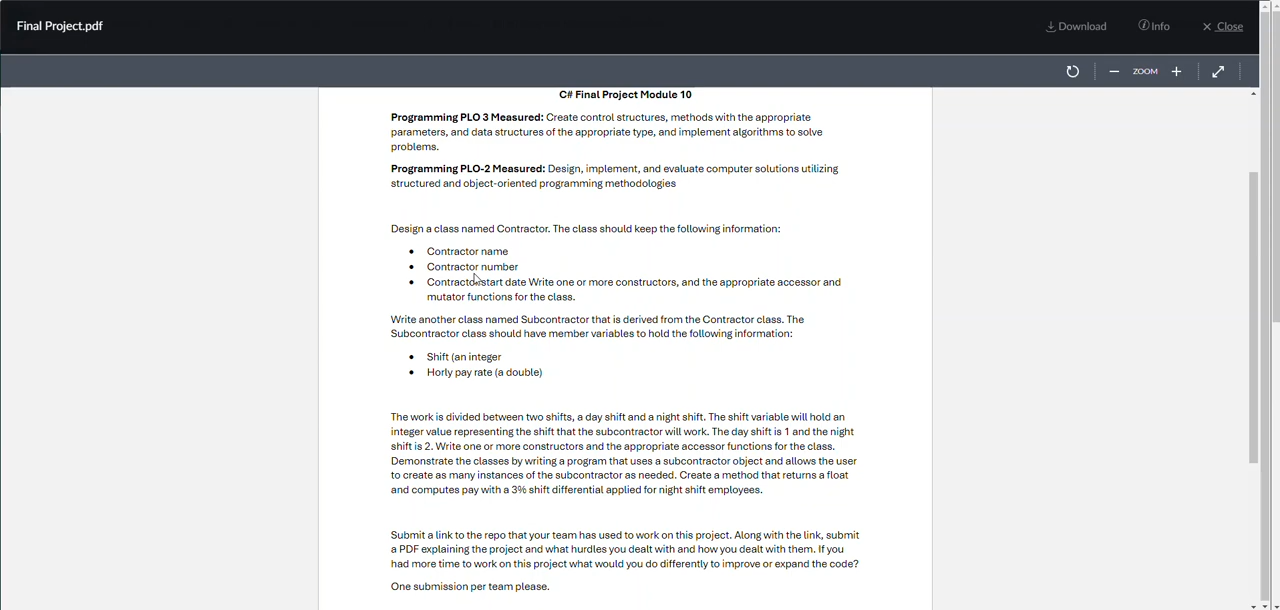 Final Project.pdf
Download
Info
Close
ZOOM
C# Final Project Module 10
Programming PLO 3 Measured: Create control structures, methods with the appropriate
parameters, and data structures of the appropriate type, and implement algorithms to solve
problems.
Programming PLO-2 Measured: Design, implement, and evaluate computer solutions utilizing
structured and object-oriented programming methodologies
Design a class named Contractor. The class should keep the following information:
• Contractor name
• Contractor number
• Contractor start date Write one or more constructors, and the appropriate accessor and
mutator functions for the class.
Write another class named Subcontractor that is derived from the Contractor class. The
Subcontractor class should have member variables to hold the following information:
• Shift (an integer
• Horly pay rate (a double)
The work is divided between two shifts, a day shift and a night shift. The shift variable will hold an
integer value representing the shift that the subcontractor will work. The day shift is 1 and the night
shift is 2. Write one or more constructors and the appropriate accessor functions for the class.
Demonstrate the classes by writing a program that uses a subcontractor object and allows the user
to create as many instances of the subcontractor as needed. Create a method that returns a float
and computes pay with a 3% shift differential applied for night shift employees.
Submit a link to the repo that your team has used to work on this project. Along with the link, submit
a PDF explaining the project and what hurdles you dealt with and how you dealt with them. If you
had more time to work on this project what would you do differently to improve or expand the code?
One submission per team please.